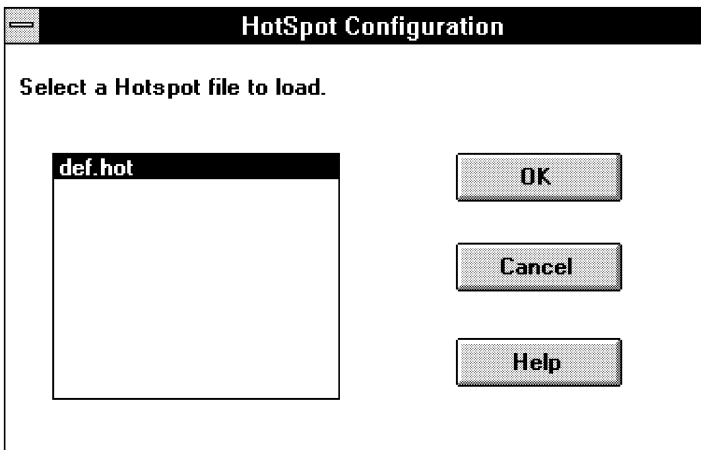 HotSpot Configuration
Select a Hotspot file to load.
def.hot
OK
Cancel
Help